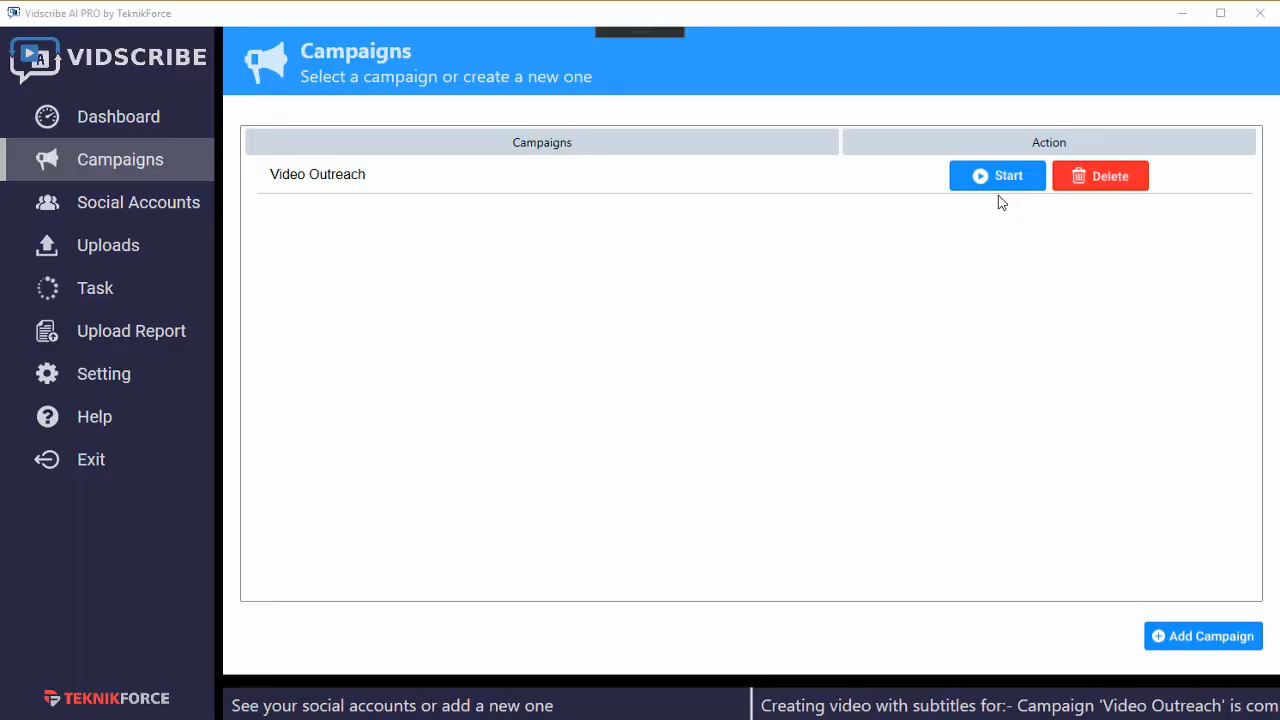 Vidscribe AI PRO by TeknikForce
VIDSCRIBE
Dashboard
Campaigns
Social Accounts
Uploads
Task
Upload Report
Setting
Help
Exit
TEKNIKFORCE
Campaigns
Select a campaign or create a new one
Campaigns Action
Video Outreach Start Delete
Add Campaign
See your social accounts or add a new one
Creating video with subtitles for:- Campaign 'Video Outreach' is com